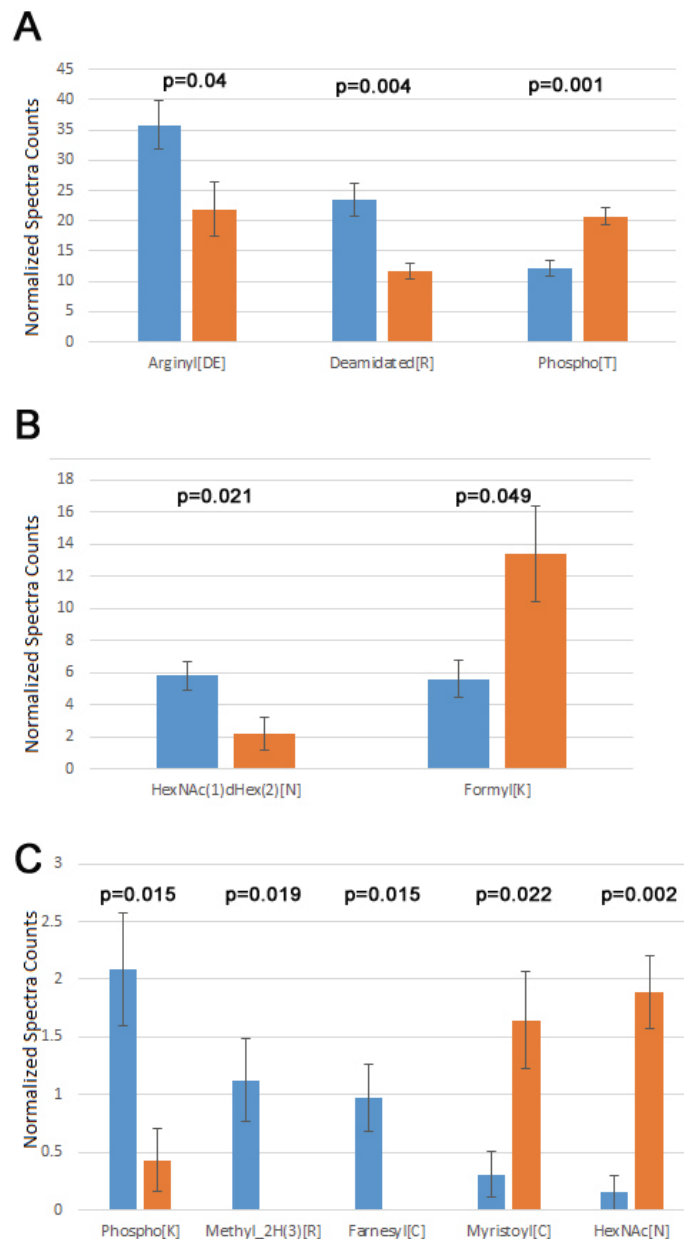 A
Normalized Spectra Counts
45
40
35
30
25
20
15
10
5
0
p=0.04 p=0.004 p=0.001
Arginyl[DE] Deamidated[R] Phospho[T]
B
Normalized Spectra Counts
18
16
14
12
10
8
6
4
2
0
p=0.021 p=0.049
HexNAc(1)dHex(2)[N] Formyl[K]
C
Normalized Spectra Counts
3
2.5
2
1.5
1
0.5
0
p=0.015 p=0.019 p=0.015 p=0.022 p=0.002
Phospho[K] Methyl_2H(3)[R] Farnesyl[C] Myristoyl[C] HexNAc[N]